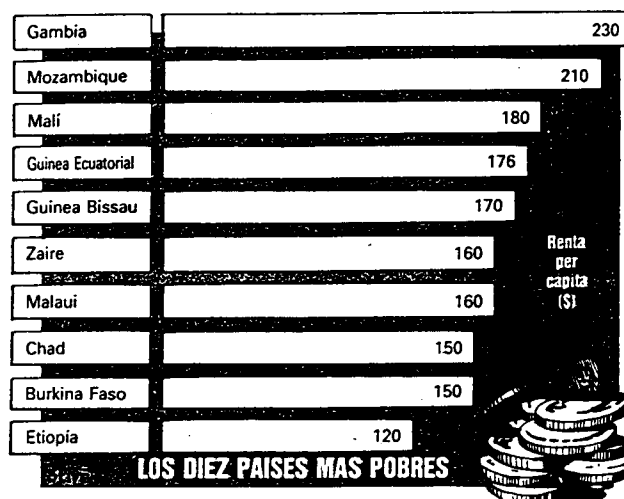 Gambia 230
Mozambique 210
Malí 180
Guinea Ecuatorial 176
Guinea Bissau 170
Zaire 160
Malaui 160
Chad 150
Burkina Faso 150
Etiopía 120
Renta
per
capita
($)
LOS DIEZ PAISES MAS POBRES